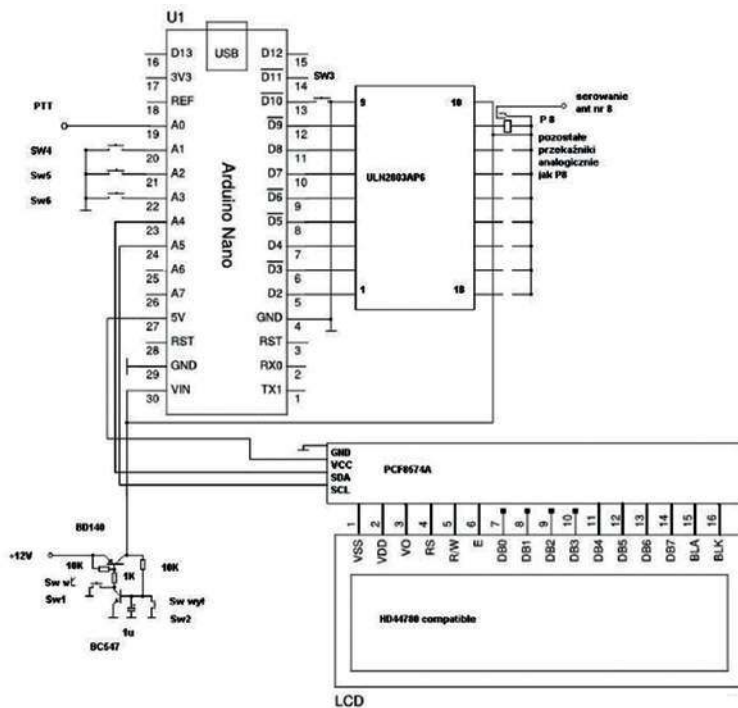 U1
USB
Arduino Nano
D13
16
3V3
17
REF
18
A0
19
A1
20
A2
21
A3
22
A4
23
A5
24
A6
25
A7
26
5V
27
RST
28
GND
29
VIN
30
D12
15
D11
14
D10
13
D9
12
D8
11
D7
10
D6
9
D5
8
D4
7
D3
6
D2
5
GND
4
RST
3
RX0
2
TX1
1
PTT
SW4
Sw5
Sw6
SW3
9
10
ULN2803AP6
1
18
serowanie
ant nr 8
P 8
pozostałe
przekaźniki
analogicznie
jak P8
GND
VCC
SDA
SCL
PCF8574A
1 2 3 4 5 6 7 8 9 10 11 12 13 14 15 16
VSS VDD VO RS R/W E DB0 DB1 DB2 DB3 DB4 DB5 DB6 DB7 BLA BLK
HD44780 compatible
LCD
BD140
+12V
10K
1K
10K
Sw wł
Sw1
Sw wył
Sw2
1u
BC547